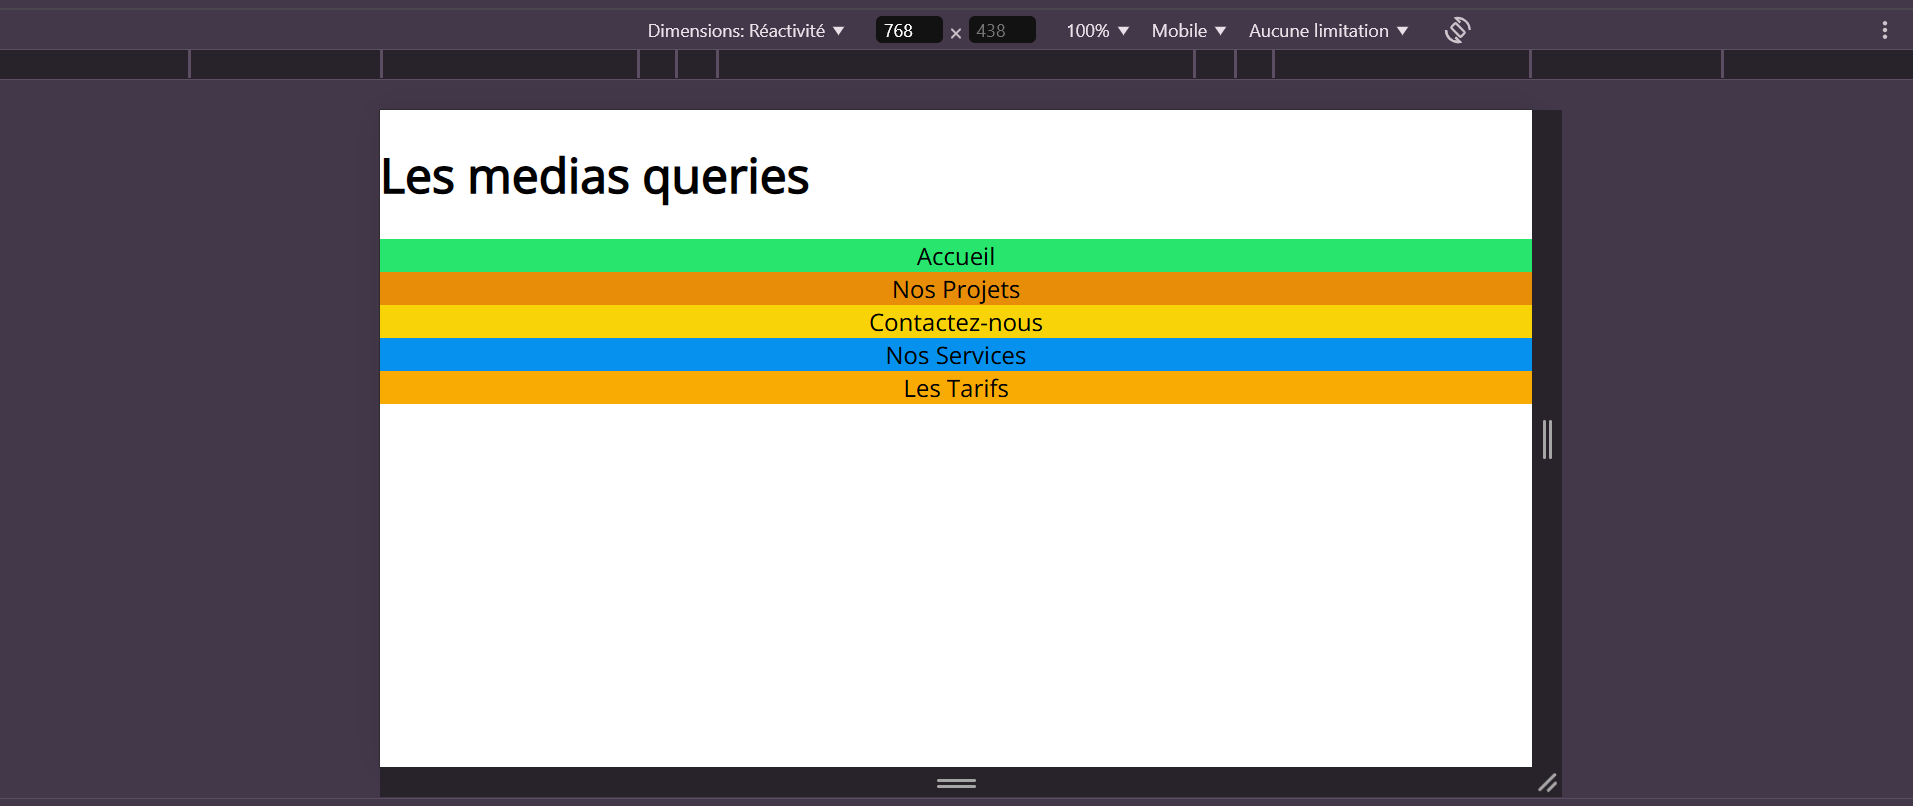 Dimensions: Réactivité ▼ 768 × 438 100% ▼ Mobile ▼ Aucune limitation ▼
Les medias queries
Accueil
Nos Projets
Contactez-nous
Nos Services
Les Tarifs